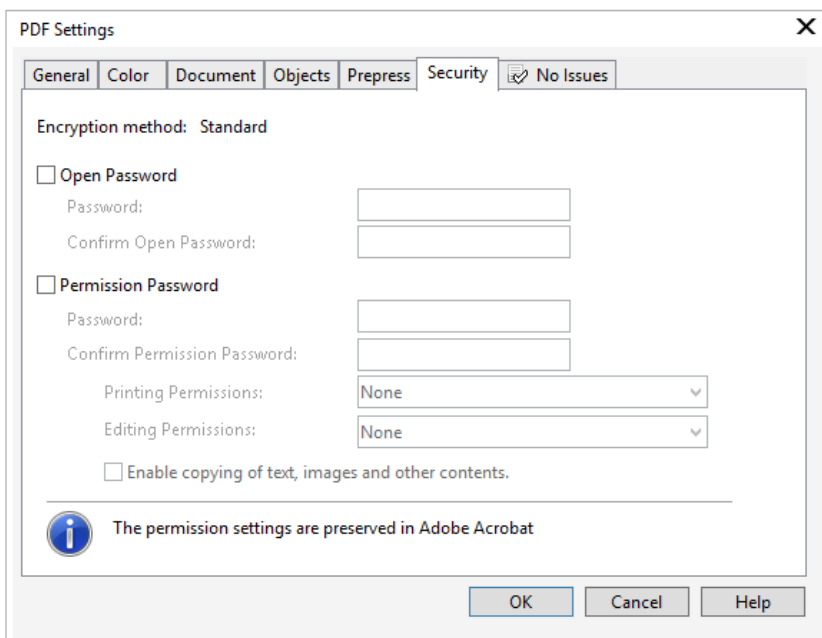 PDF Settings
General Color Document Objects Prepress Security No Issues
Encryption method: Standard
Open Password
Password:
Confirm Open Password:
Permission Password
Password:
Confirm Permission Password:
Printing Permissions: None
Editing Permissions: None
Enable copying of text, images and other contents.
The permission settings are preserved in Adobe Acrobat
OK Cancel Help